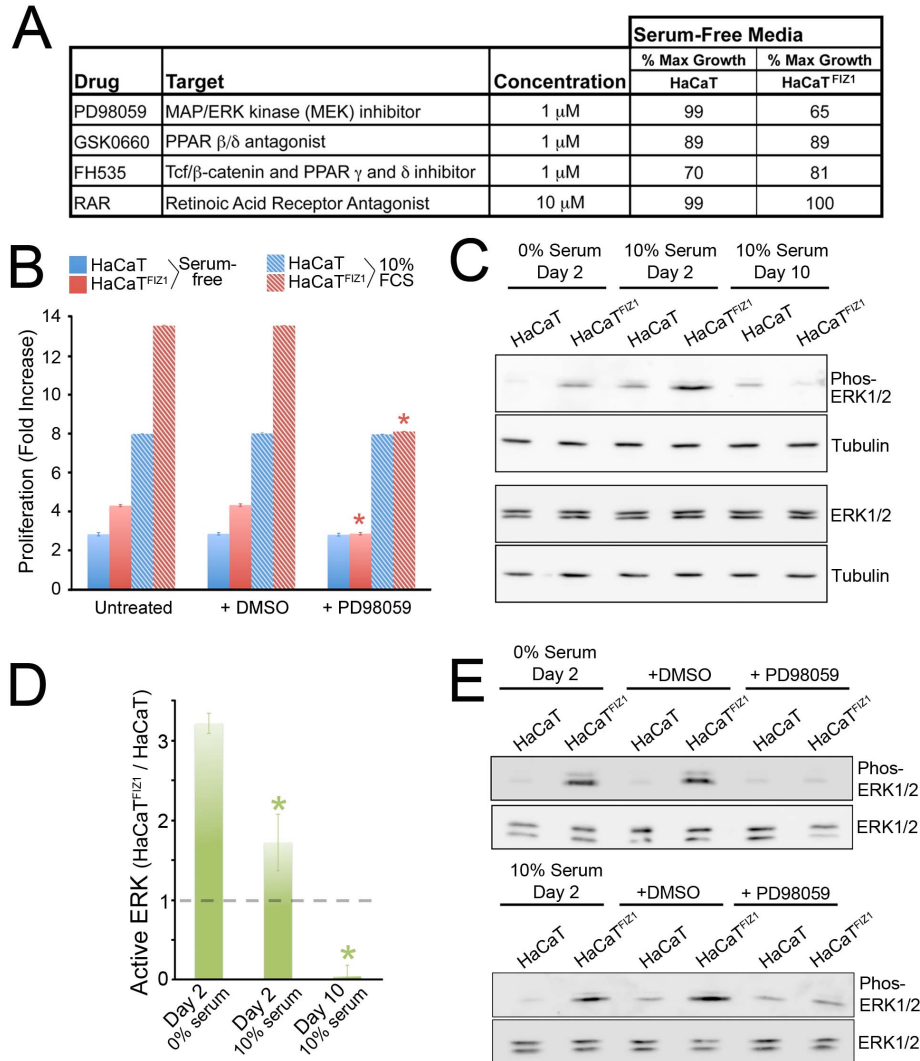 A
Serum-Free Media
% Max Growth % Max Growth
Drug Target Concentration HaCaT HaCaT^FIZ1
PD98059 MAP/ERK kinase (MEK) inhibitor 1 μM 99 65
GSK0660 PPAR β/δ antagonist 1 μM 89 89
FH535 Tcf/β-catenin and PPAR γ and δ inhibitor 1 μM 70 81
RAR Retinoic Acid Receptor Antagonist 10 μM 99 100
B
HaCaT
HaCaT^FIZ1
Serum-
free
HaCaT
HaCaT^FIZ1
10%
FCS
Proliferation (Fold Increase)
14
12
8
6
4
2
0
*
*
Untreated + DMSO + PD98059
C
0% Serum 10% Serum 10% Serum
Day 2 Day 2 Day 10
HaCaT HaCaT^FIZ1 HaCaT HaCaT^FIZ1 HaCaT HaCaT^FIZ1
Phos-
ERK1/2
Tubulin
ERK1/2
Tubulin
D
Active ERK (HaCaT^FIZ1 / HaCaT)
3
2
1
0
*
*
Day 2
0% serum
Day 2
10% serum
Day 10
10% serum
E
0% Serum
Day 2 +DMSO + PD98059
HaCaT HaCaT^FIZ1 HaCaT HaCaT^FIZ1 HaCaT HaCaT^FIZ1
Phos-
ERK1/2
ERK1/2
10% Serum
Day 2 +DMSO + PD98059
HaCaT HaCaT^FIZ1 HaCaT HaCaT^FIZ1 HaCaT HaCaT^FIZ1
Phos-
ERK1/2
ERK1/2